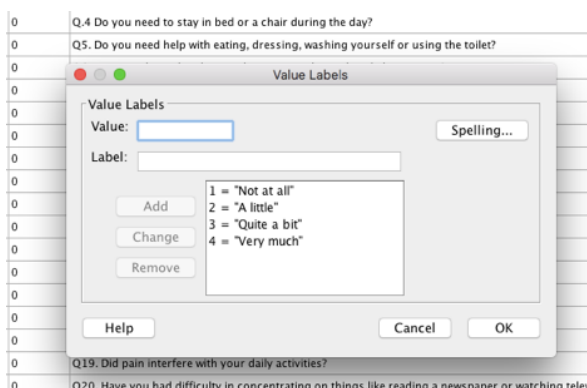 0 Q.4 Do you need to stay in bed or a chair during the day?
0 Q5. Do you need help with eating, dressing, washing yourself or using the toilet?
0
Value Labels
0
Value Labels
0
Value:
Spelling...
0
0
Label:
0
1 = "Not at all"
0
Add
2 = "A little"
0
3 = "Quite a bit"
Change
4 = "Very much"
0
Remove
0
0
0
Help Cancel OK
0
0 Q19. Did pain interfere with your daily activities?
0 Q20. Have you had difficulty in concentrating on things like reading a newspaper or watching